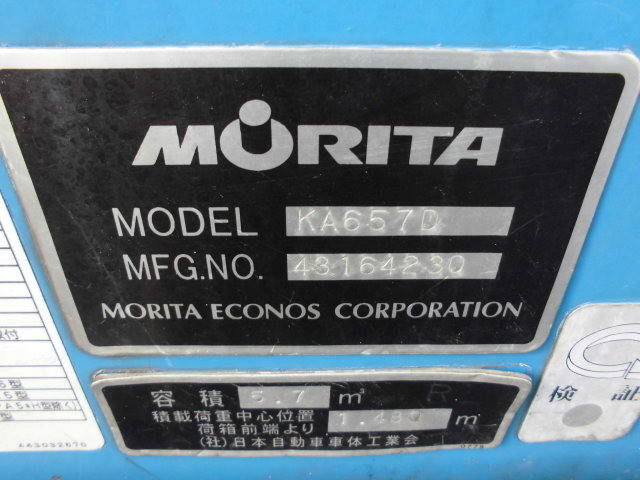 MORITA
MODEL KA657D
MFG.NO. 43164230
MORITA ECONOS CORPORATION
容積 5.7 m³ R
積載荷重中心位置
荷箱前端より 1.480 m
(社)日本自動車車体工業会
検